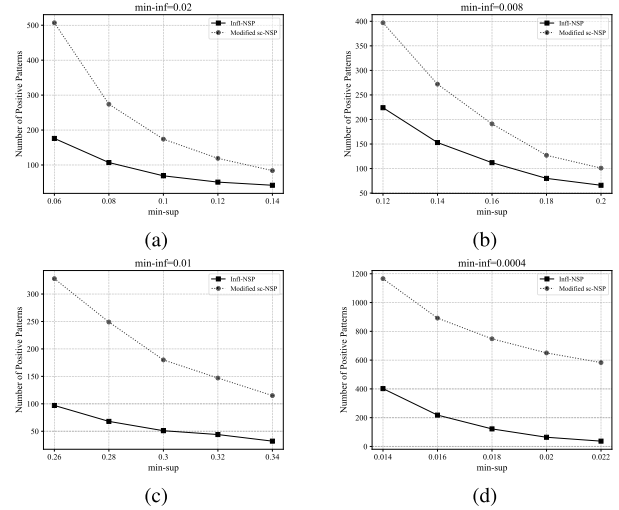 min-inf=0.02
Infl-NSP
Modified sc-NSP
Number of Positive Patterns
500
400
300
200
100
0.06 0.08 0.1 0.12 0.14
min-sup
(a)
min-inf=0.008
Infl-NSP
Modified sc-NSP
Number of Positive Patterns
400
350
300
250
200
150
100
50
0.12 0.14 0.16 0.18 0.2
min-sup
(b)
min-inf=0.01
Infl-NSP
Modified sc-NSP
Number of Positive Patterns
300
250
200
150
100
50
0.26 0.28 0.3 0.32 0.34
min-sup
(c)
min-inf=0.0004
Infl-NSP
Modified sc-NSP
Number of Positive Patterns
1200
1000
800
600
400
200
0
0.014 0.016 0.018 0.02 0.022
min-sup
(d)